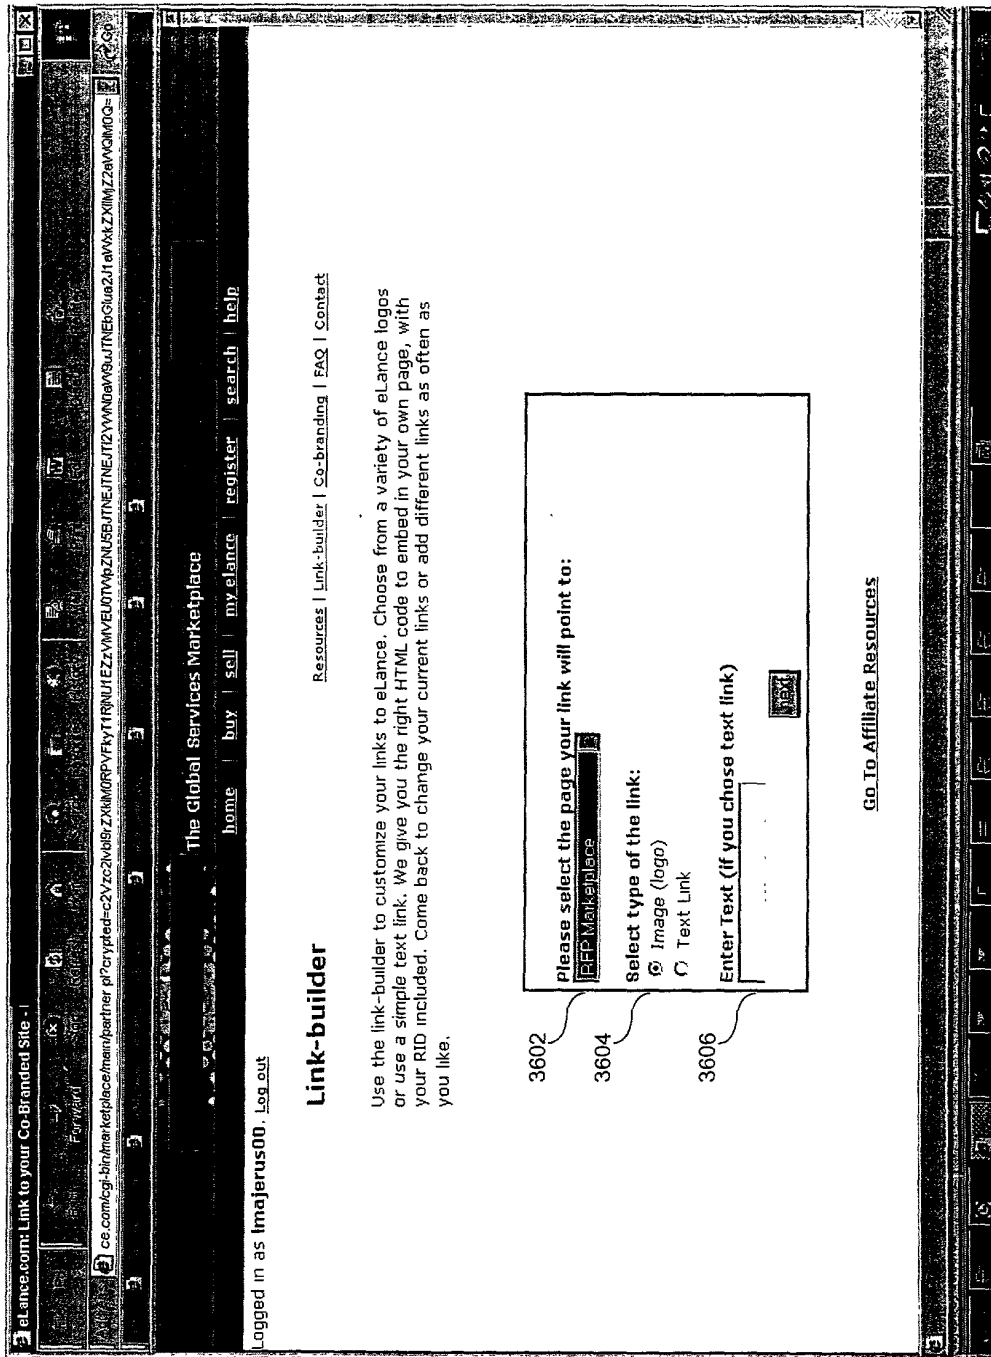 eLance.com: Link to your Co-Branded Site - I
Forward
The Global Services Marketplace
home | buy | sell | my elance | register | search | help
Logged in as lmajerus00. Log out
Link-builder
Resources | Link-builder | Co-branding | FAQ | Contact
Use the link-builder to customize your links to eLance. Choose from a variety of eLance logos
or use a simple text link. We give you the right HTML code to embed in your own page, with
your RID included. Come back to change your current links or add different links as often as
you like.
3602
Please select the page your link will point to:
RFP Marketplace
3604
Select type of the link:
Image (logo)
Text Link
3606
Enter Text (if you chose text link)
next
Go To Affiliate Resources